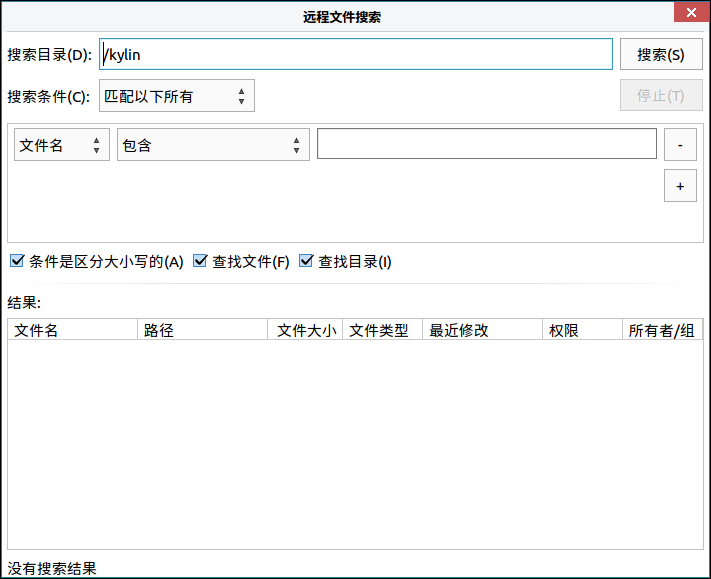 远程文件搜索
搜索目录(D): /kylin 搜索(S)
搜索条件(C): 匹配以下所有 停止(T)
文件名 包含 -
+
条件是区分大小写的(A) 查找文件(F) 查找目录(I)
结果:
文件名 路径 文件大小 文件类型 最近修改 权限 所有者/组
没有搜索结果